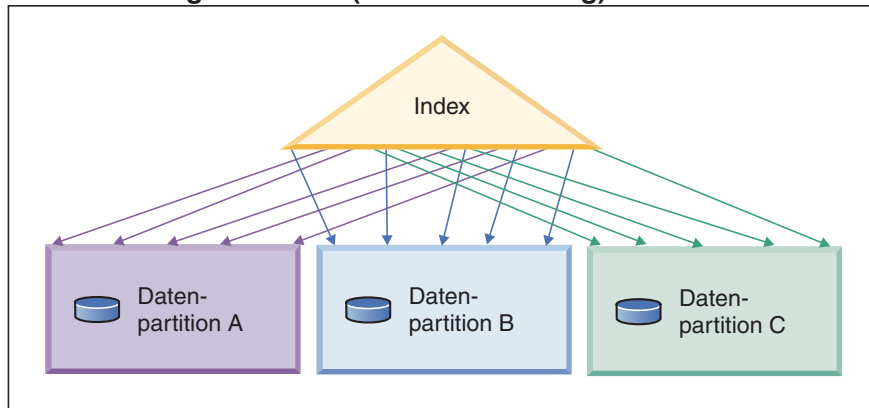 Index
Daten-
partition A
Daten-
partition B
Daten-
partition C